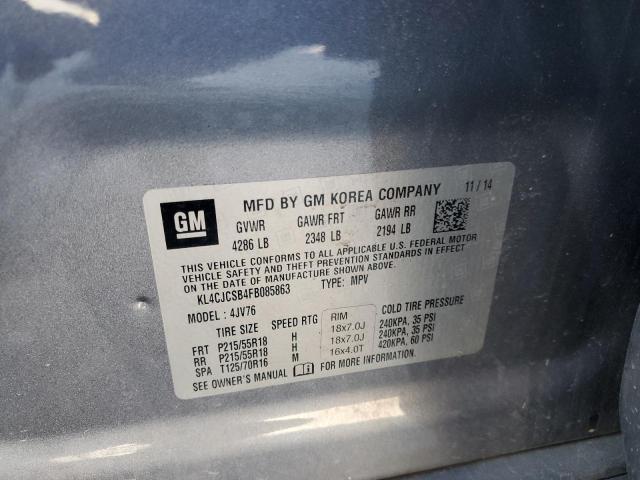 GM
MFD BY GM KOREA COMPANY 11 / 14
GVWR GAWR FRT GAWR RR
4286 LB 2348 LB 2194 LB
THIS VEHICLE CONFORMS TO ALL APPLICABLE U.S. FEDERAL MOTOR
VEHICLE SAFETY AND THEFT PREVENTION STANDARDS IN EFFECT
ON THE DATE OF MANUFACTURE SHOWN ABOVE.
KL4CJCSB4FB085863 TYPE: MPV
MODEL : 4JV76
TIRE SIZE SPEED RTG RIM COLD TIRE PRESSURE
FRT P215/55R18 H 18x7.0J 240KPA, 35 PSI
RR P215/55R18 H 18x7.0J 240KPA, 35 PSI
SPA T125/70R16 M 16x4.0T 420KPA, 60 PSI
SEE OWNER'S MANUAL FOR MORE INFORMATION.